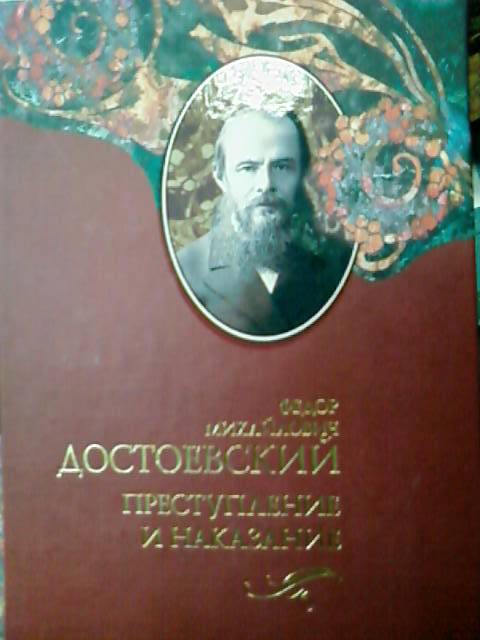 ФЕДОР
МИХАЙЛОВИЧ
ДОСТОЕВСКИЙ
ПРЕСТУПЛЕНИЕ
И НАКАЗАНИЕ